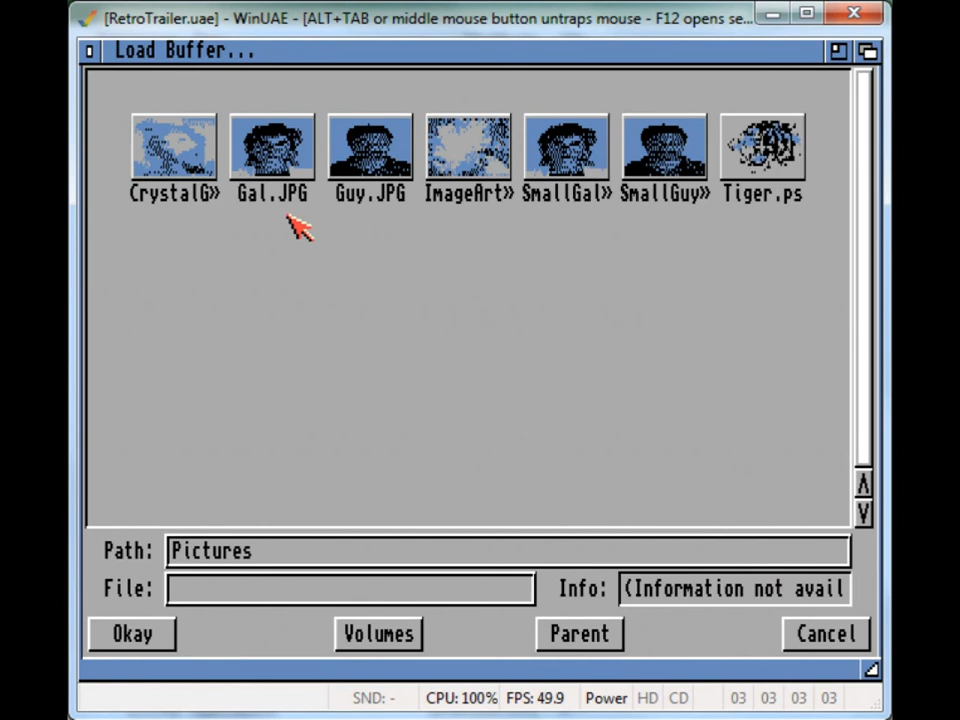 [RetroTrailer.uae] - WinUAE - [ALT+TAB or middle mouse button untraps mouse - F12 opens se...
Load Buffer...
CrystalG» Gal.JPG Guy.JPG ImageArt» SmallGal» SmallGuy» Tiger.ps
Path: Pictures
File: Info: (Information not avail
Okay Volumes Parent Cancel
SND: - CPU: 100% FPS: 49.9 Power HD CD 03 03 03 03